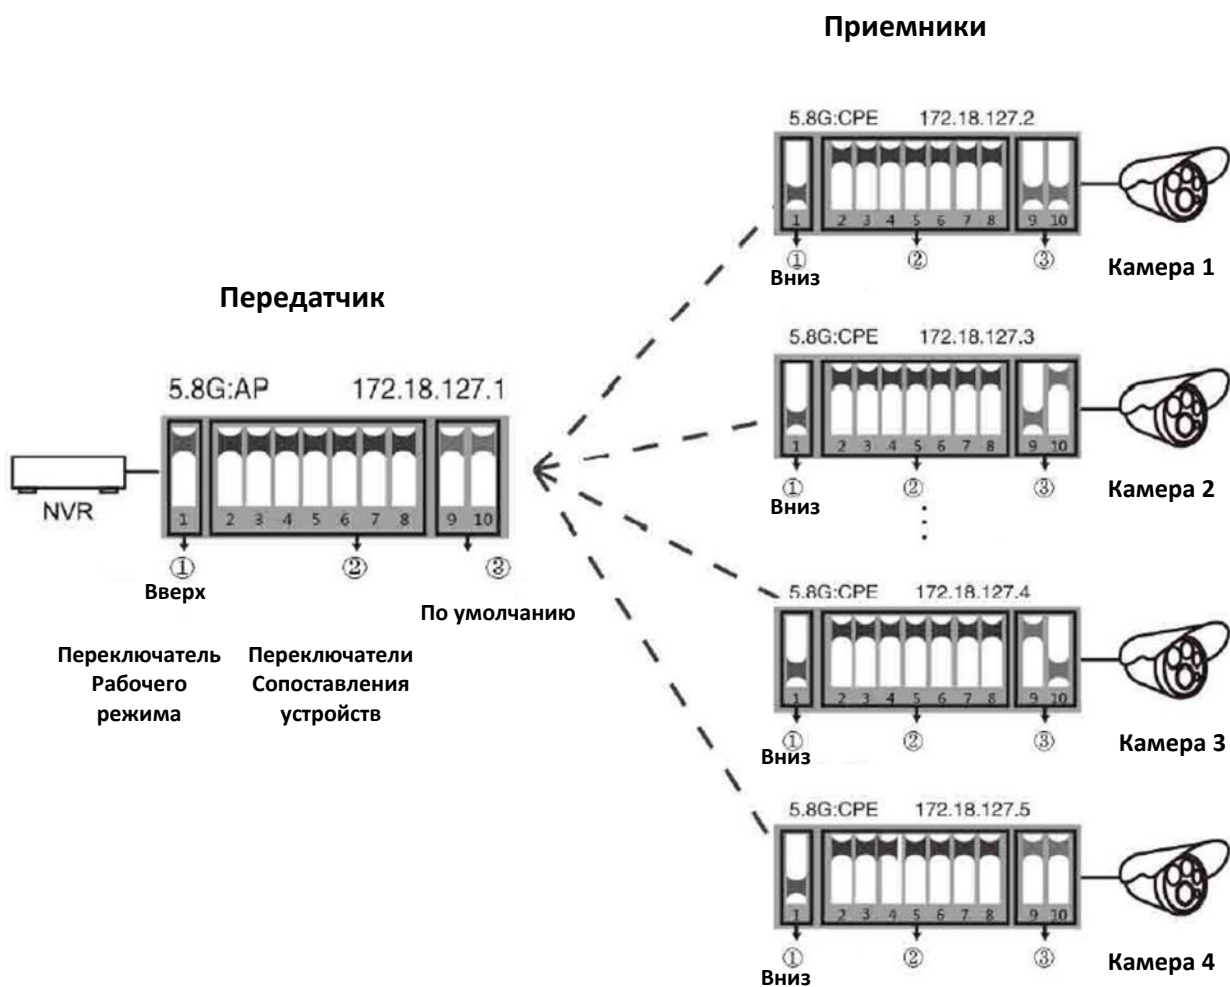 Приемники
5.8G:CPE 172.18.127.2
1 2 3 4 5 6 7 8 9 10
① ② ③
Вниз
Камера 1
Передатчик
5.8G:AP 172.18.127.1
1 2 3 4 5 6 7 8 9 10
① ② ③
Вверх
По умолчанию
NVR
Переключатель
Рабочего
режима
Переключатели
Сопоставления
устройств
5.8G:CPE 172.18.127.3
1 2 3 4 5 6 7 8 9 10
① ② ③
Вниз
Камера 2
5.8G:CPE 172.18.127.4
1 2 3 4 5 6 7 8 9 10
① ② ③
Вниз
Камера 3
5.8G:CPE 172.18.127.5
1 2 3 4 5 6 7 8 9 10
① ② ③
Вниз
Камера 4